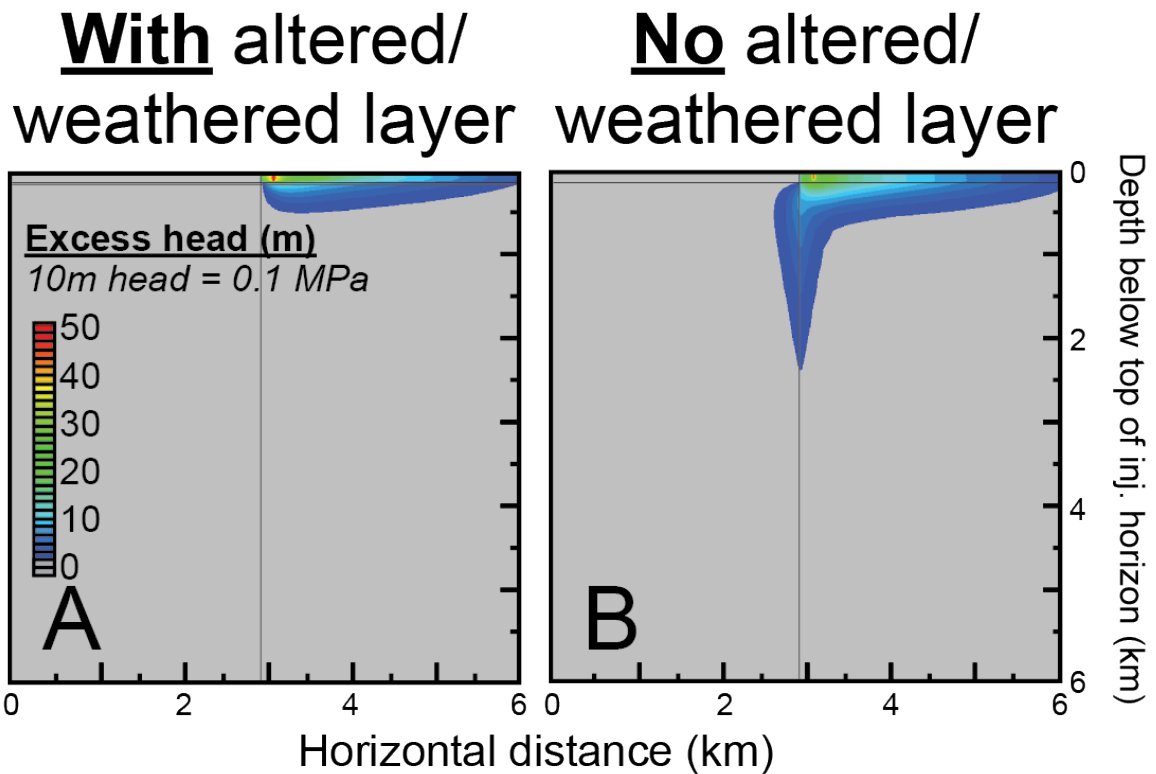 With altered/
weathered layer
No altered/
weathered layer
Excess head (m)
10m head = 0.1 MPa
50
40
30
20
10
0
A
B
0
2
4
6
0
2
4
6
0
2
4
6
Horizontal distance (km)
Depth below top of inj. horizon (km)